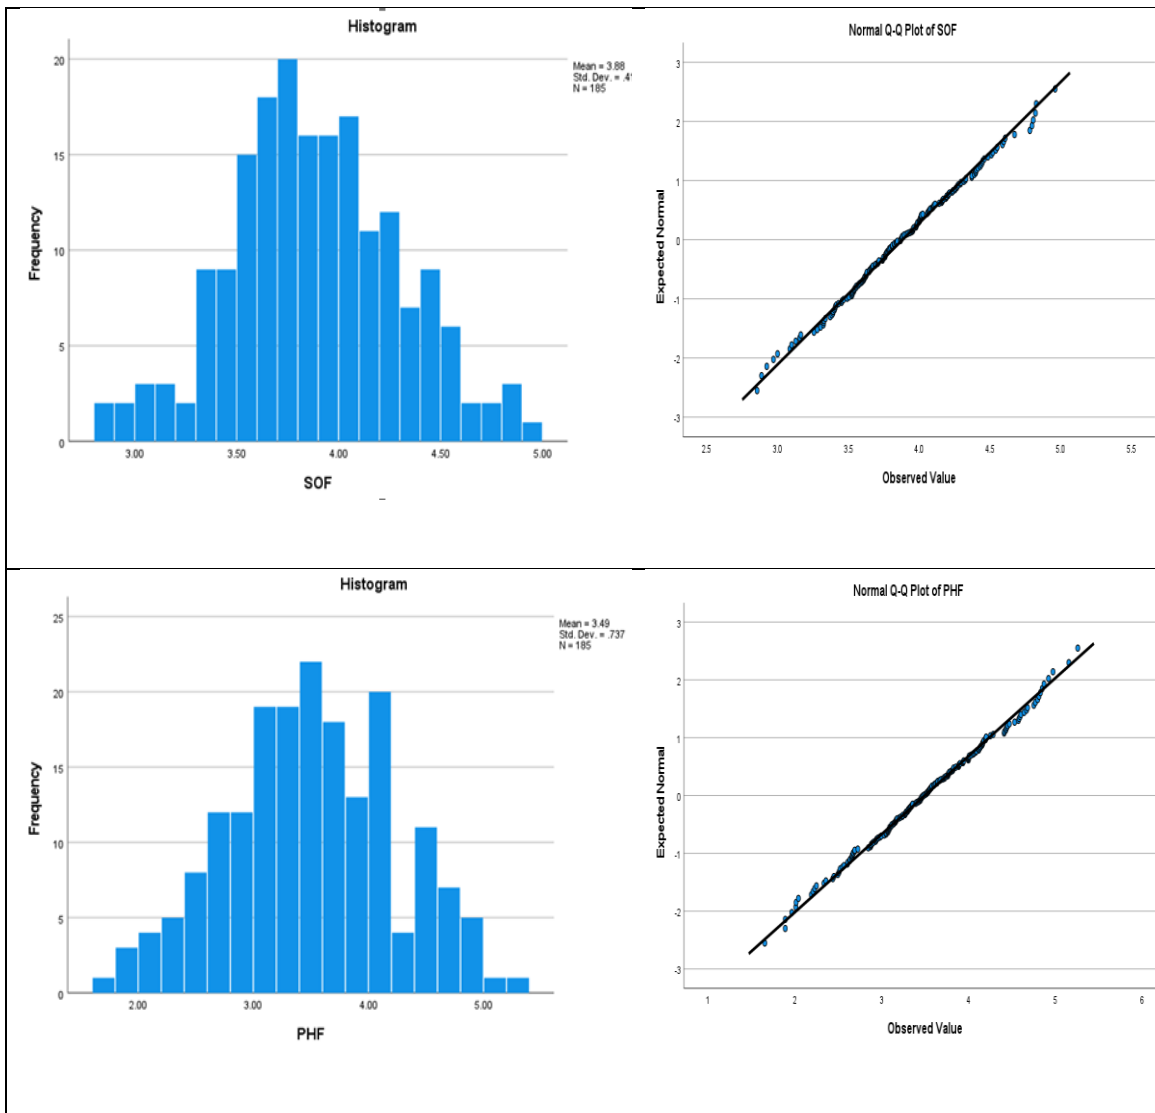 Histogram
Mean = 3.88
Std. Dev. = .4
N = 185
20
15
10
5
0
Frequency
3.00 3.50 4.00 4.50 5.00
SOF
Normal Q-Q Plot of SOF
3
2
1
0
-1
-2
-3
Expected Normal
2.5 3.0 3.5 4.0 4.5 5.0 5.5
Observed Value
Histogram
Mean = 3.49
Std. Dev. = .737
N = 185
25
20
15
10
5
0
Frequency
2.00 3.00 4.00 5.00
PHF
Normal Q-Q Plot of PHF
3
2
1
0
-1
-2
-3
Expected Normal
1 2 3 4 5 6
Observed Value